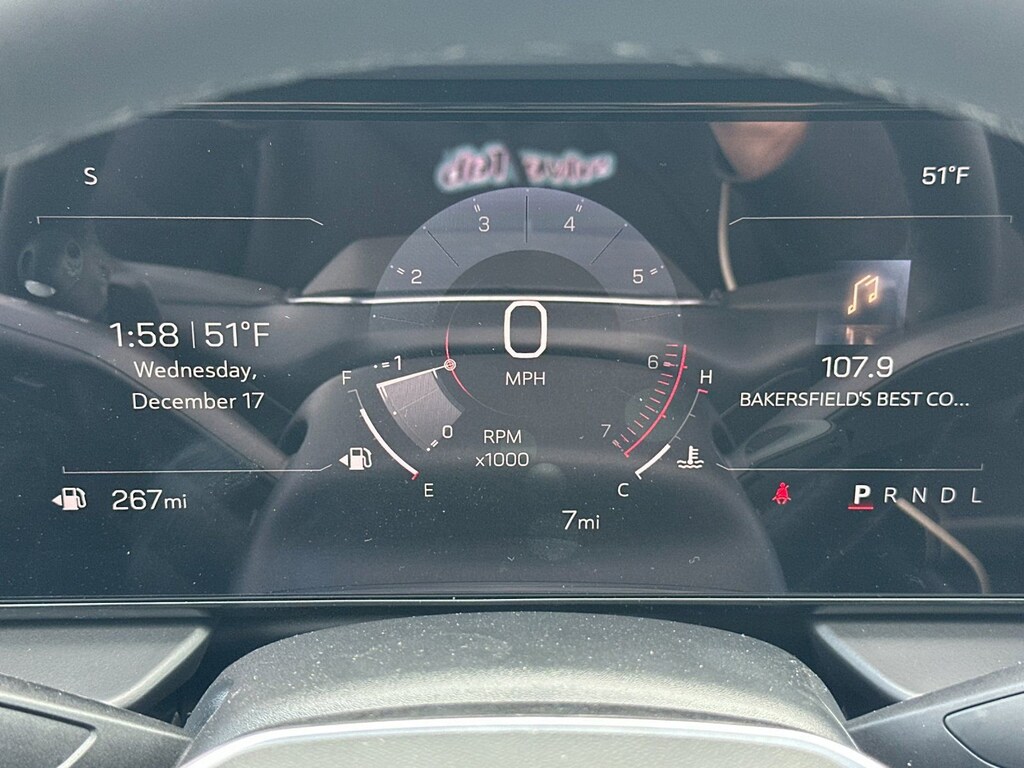 S
51°F
3
4
2
5
1:58 | 51°F
Wednesday,
December 17
0
MPH
1
6
F
H
107.9
BAKERSFIELD'S BEST CO...
0
7
RPM
x1000
E
C
267mi
7mi
P R N D L